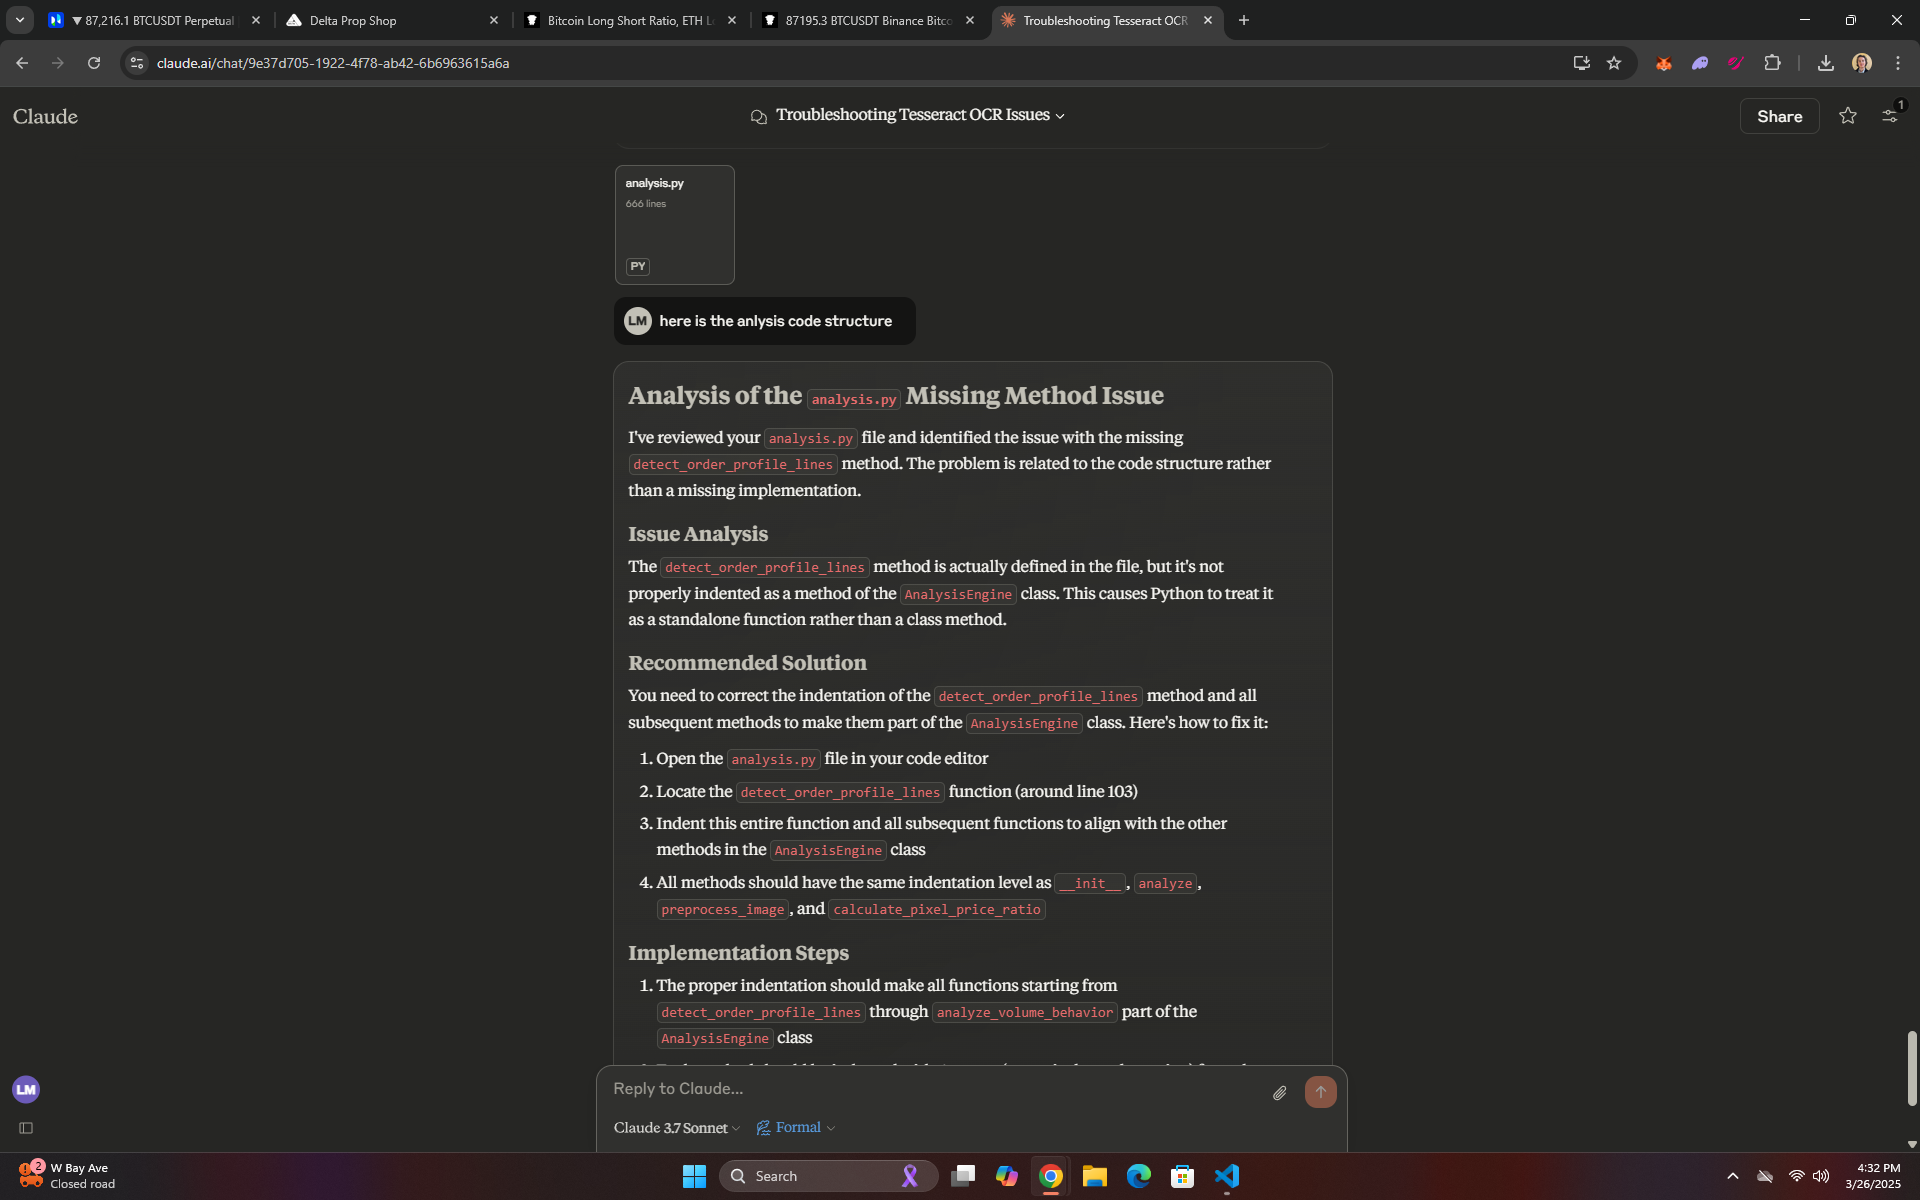 ▼ 87,216.1 BTCUSDT Perpetual
Delta Prop Shop
Bitcoin Long Short Ratio, ETH L
87195.3 BTCUSDT Binance Bitco
Troubleshooting Tesseract OCR
claude.ai/chat/9e37d705-1922-4f78-ab42-6b6963615a6a
Claude
Troubleshooting Tesseract OCR Issues
Share
1
analysis.py
666 lines
PY
LM
here is the anlysis code structure
Analysis of the analysis.py Missing Method Issue
I've reviewed your analysis.py file and identified the issue with the missing
detect_order_profile_lines method. The problem is related to the code structure rather
than a missing implementation.
Issue Analysis
The detect_order_profile_lines method is actually defined in the file, but it's not
properly indented as a method of the AnalysisEngine class. This causes Python to treat it
as a standalone function rather than a class method.
Recommended Solution
You need to correct the indentation of the detect_order_profile_lines method and all
subsequent methods to make them part of the AnalysisEngine class. Here's how to fix it:
1. Open the analysis.py file in your code editor
2. Locate the detect_order_profile_lines function (around line 103)
3. Indent this entire function and all subsequent functions to align with the other
methods in the AnalysisEngine class
4. All methods should have the same indentation level as __init__, analyze,
preprocess_image, and calculate_pixel_price_ratio
Implementation Steps
1. The proper indentation should make all functions starting from
detect_order_profile_lines through analyze_volume_behavior part of the
AnalysisEngine class
Reply to Claude...
Claude 3.7 Sonnet
Formal
LM
2
W Bay Ave
Closed road
Search
4:32 PM
3/26/2025